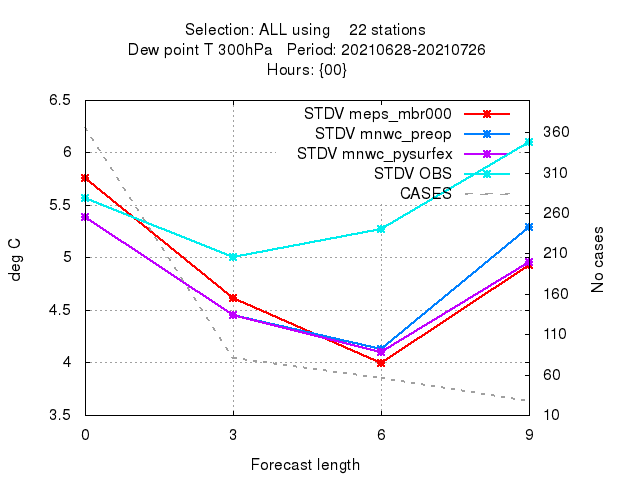 Selection: ALL using    22 stations
Dew point T 300hPa   Period: 20210628-20210726
Hours: {00}
STDV meps_mbr000
STDV mnwc_preop
STDV mnwc_pysurfex
STDV OBS
CASES
6.5
6
5.5
5
4.5
4
3.5
deg C
360
310
260
210
160
110
60
10
No cases
0 3 6 9
Forecast length